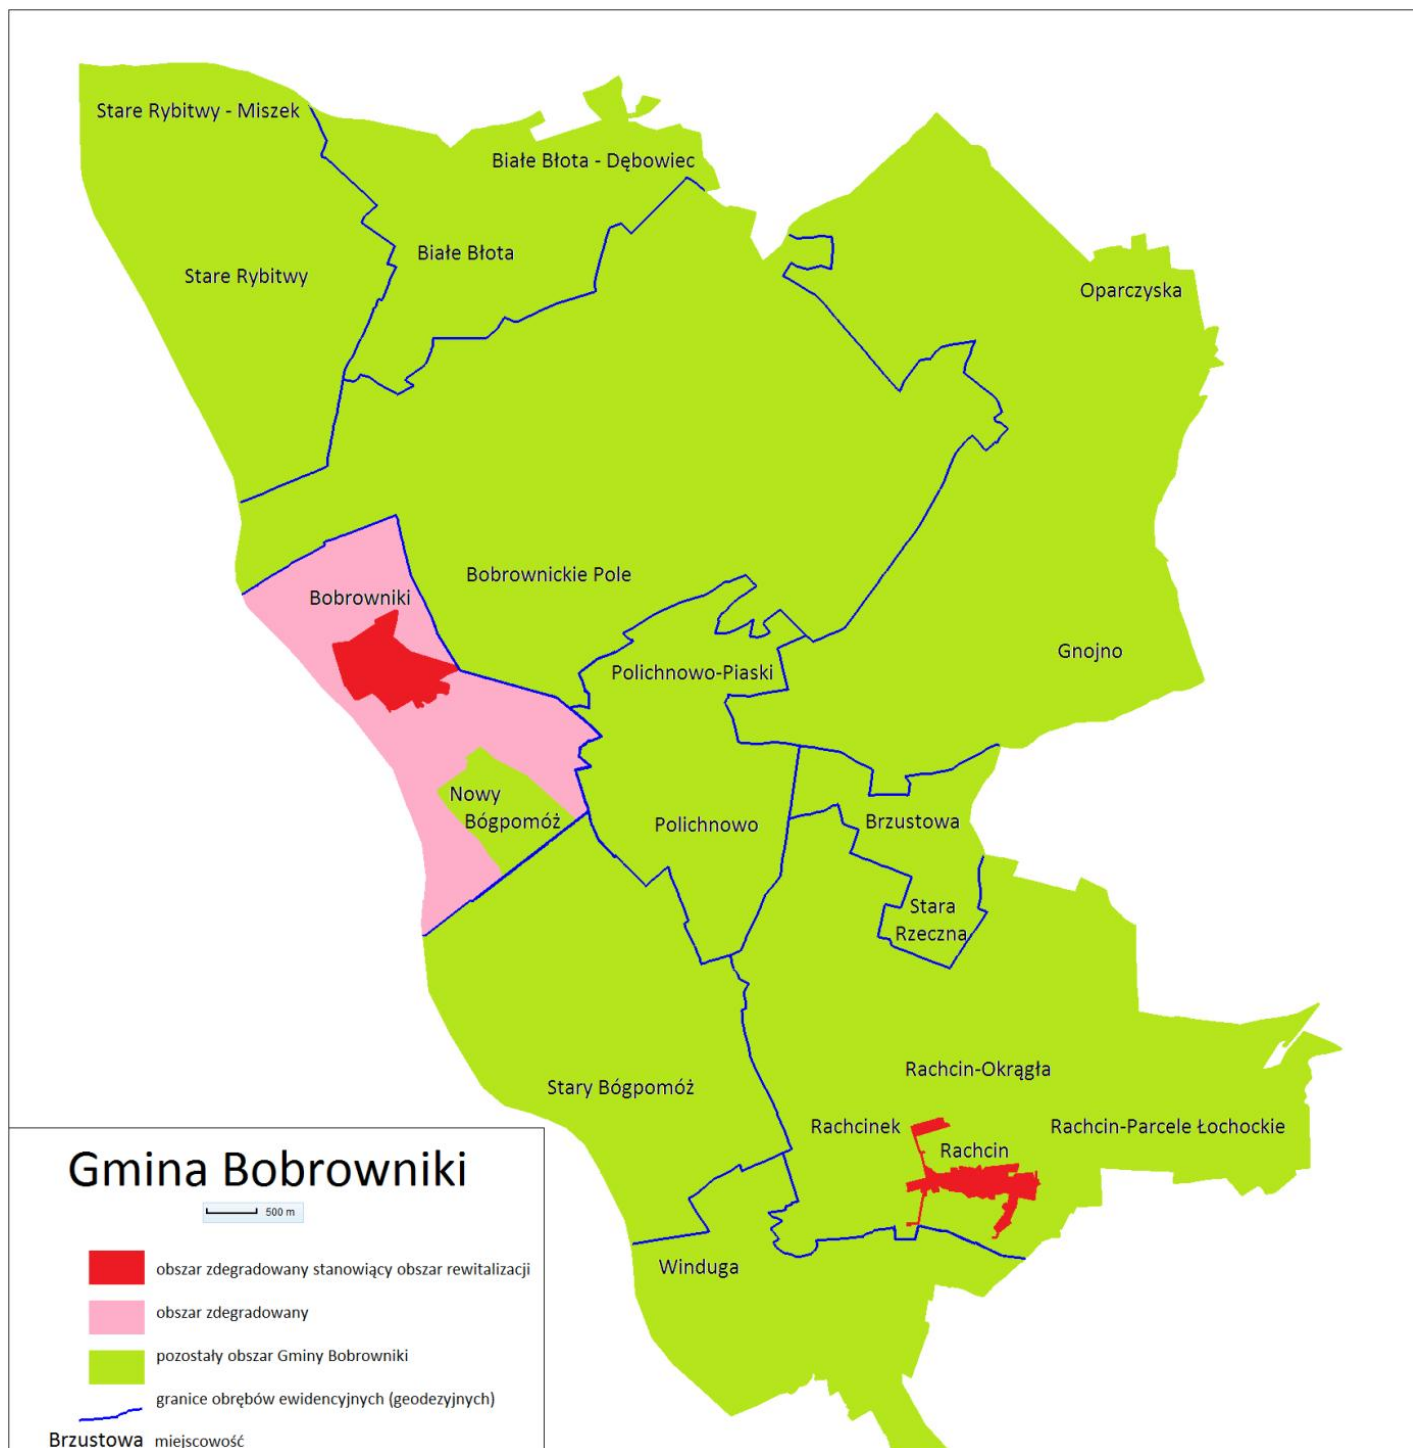 Stare Rybitwy - Miszek
Białe Błota - Dębowiec
Białe Błota
Stare Rybitwy
Oparczyska
Bobrownickie Pole
Bobrowniki
Gnojno
Polichnowo-Piaski
Nowy
Bógpomóż
Polichnowo
Brzustowa
Stara
Rzeczna
Rachcin-Okrągła
Stary Bógpomóż
Rachcinek
Rachcin-Parcele Łochockie
Rachcin
Winduga
Gmina Bobrowniki
500 m
obszar zdegradowany stanowiący obszar rewitalizacji
obszar zdegradowany
pozostały obszar Gminy Bobrowniki
granice obrębów ewidencyjnych (geodezyjnych)
Brzustowa miejscowość